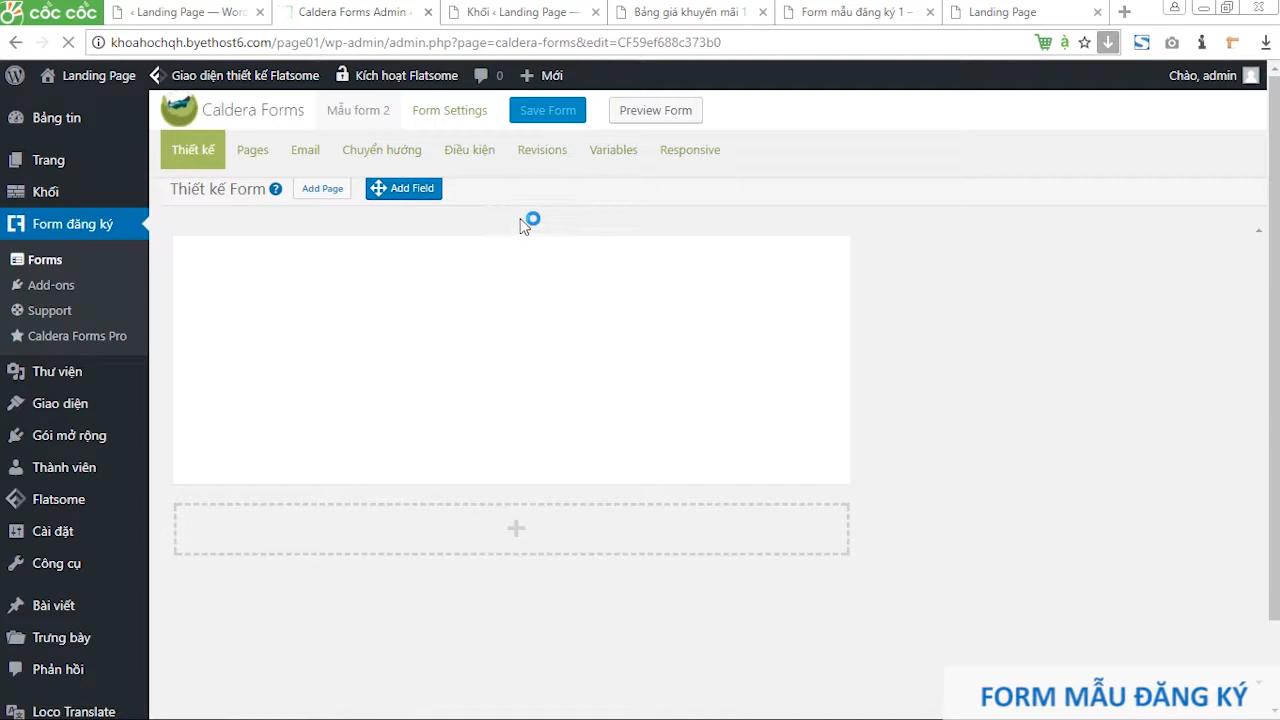 cốc cốc
‹ Landing Page — Word
Caldera Forms Admin
Khối ‹ Landing Page —
Bảng giá khuyến mãi 1
Form mẫu đăng ký 1 –
Landing Page
khoahochqh.byethost6.com/page01/wp-admin/admin.php?page=caldera-forms&edit=CF59ef688c373b0
Landing Page
Giao diện thiết kế Flatsome
Kích hoạt Flatsome
0
Mới
Chào, admin
Bảng tin
Trang
Khối
Form đăng ký
Forms
Add-ons
Support
Caldera Forms Pro
Thư viện
Giao diện
Gói mở rộng
Thành viên
Flatsome
Cài đặt
Công cụ
Bài viết
Trưng bày
Phản hồi
Loco Translate
Caldera Forms
Mẫu form 2
Form Settings
Save Form
Preview Form
Thiết kế
Pages
Email
Chuyển hướng
Điều kiện
Revisions
Variables
Responsive
Thiết kế Form
Add Page
Add Field
FORM MẪU ĐĂNG KÝ